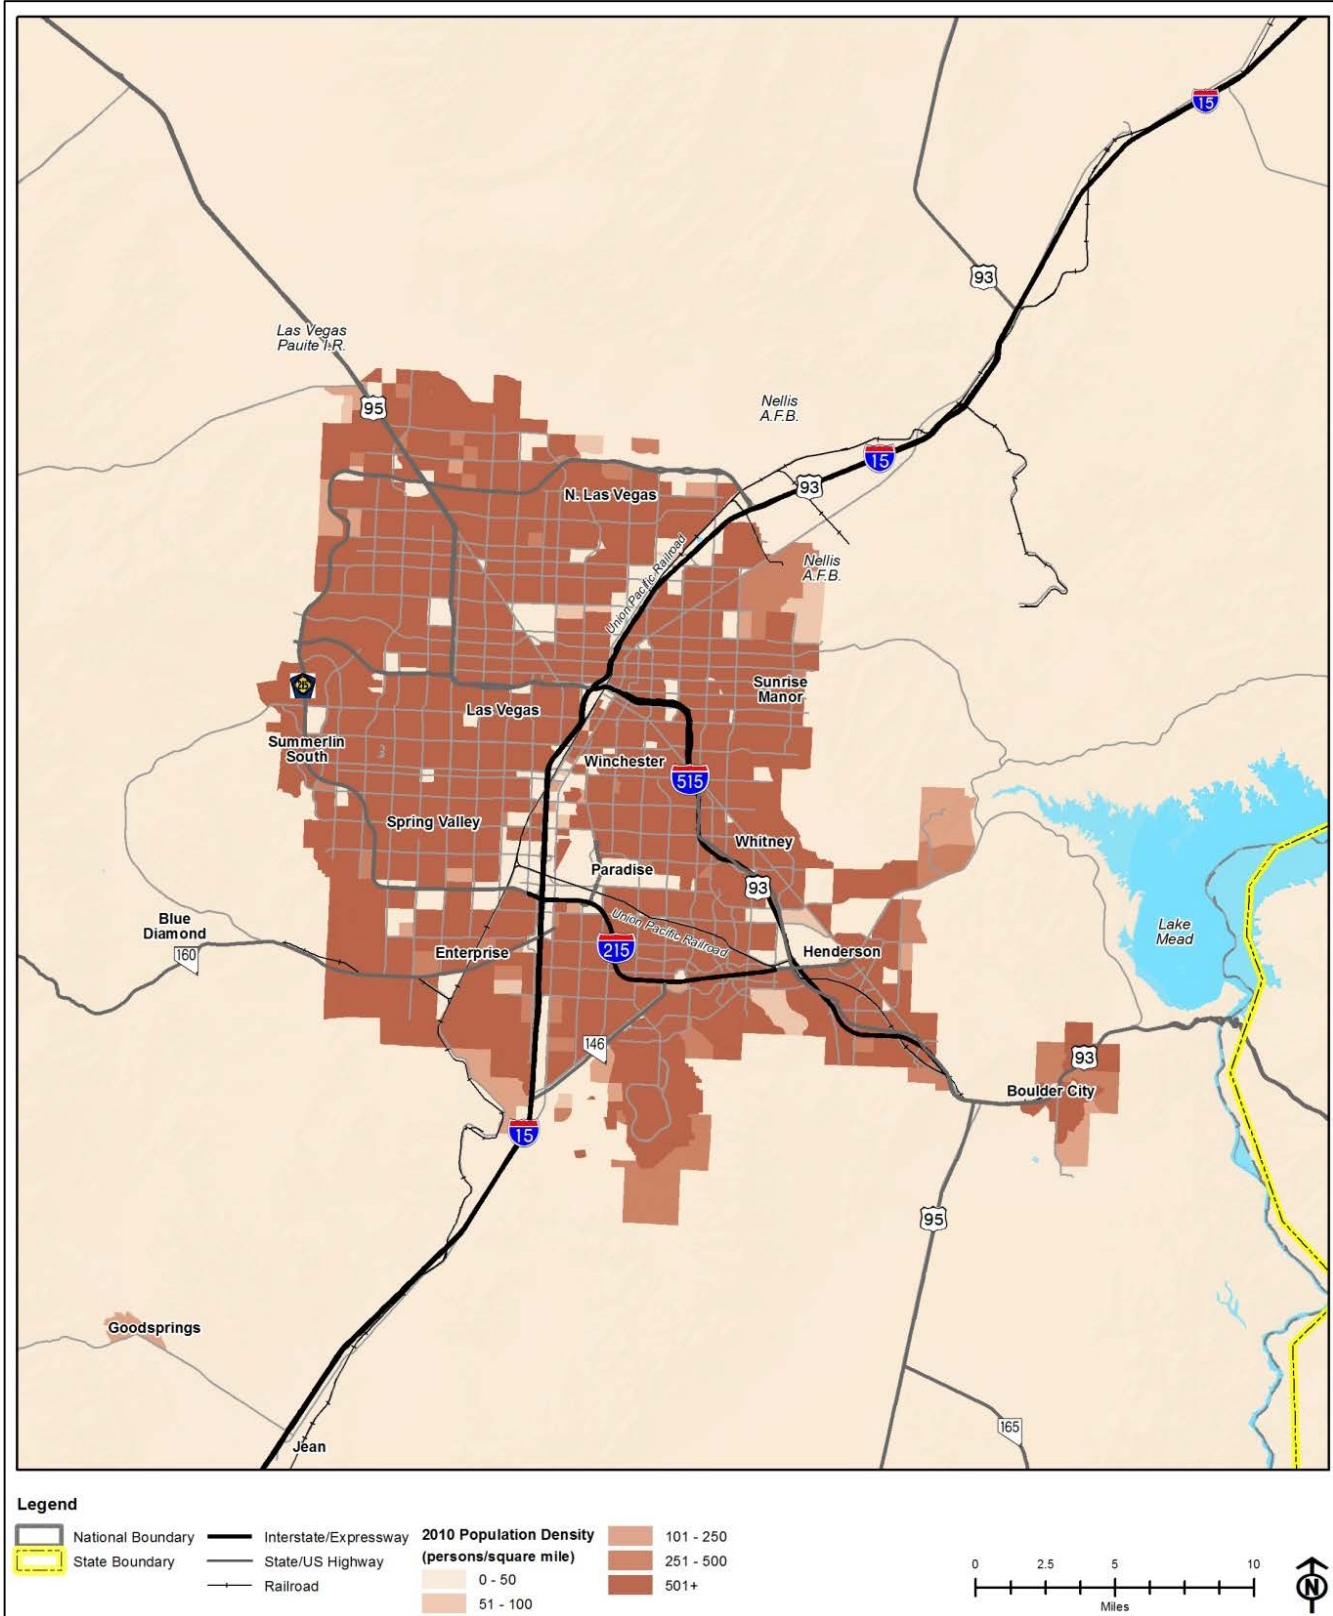 15
93
Las Vegas
Pauite I.R.
95
Nellis
A.F.B.
15
93
N. Las Vegas
Union Pacific Railroad
Nellis
A.F.B.
215
Sunrise
Manor
Las Vegas
Summerlin
South
Winchester
515
Spring Valley
Whitney
Paradise
93
Blue
Diamond
160
Union Pacific Railroad
Lake
Mead
Enterprise
215
Henderson
146
93
Boulder City
15
95
Goodsprings
165
Jean
Legend
National Boundary
State Boundary
Interstate/Expressway
State/US Highway
Railroad
2010 Population Density
(persons/square mile)
0 - 50
51 - 100
101 - 250
251 - 500
501+
0 2.5 5 10
Miles
N